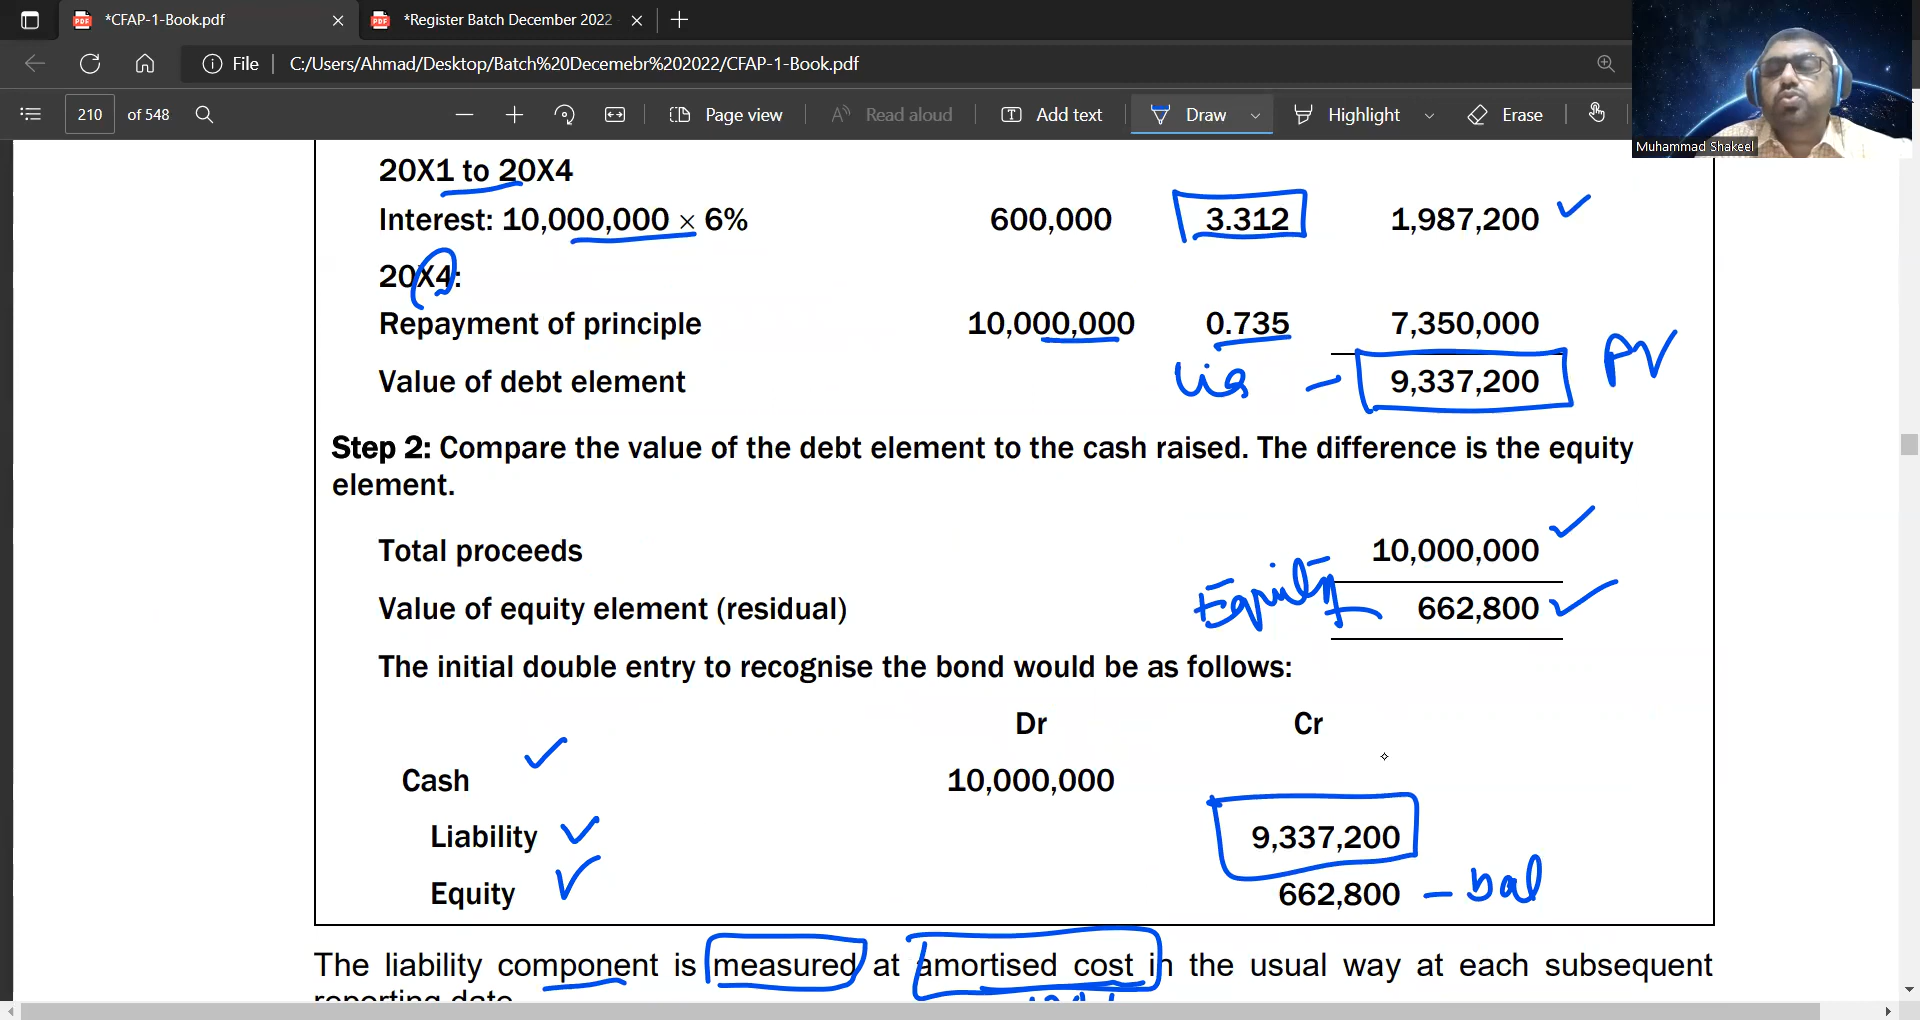 *CFAP-1-Book.pdf
*Register Batch December 2022
File C:/Users/Ahmad/Desktop/Batch%20Decemebr%202022/CFAP-1-Book.pdf
210 of 548 Page view Read aloud Add text Draw Highlight Erase
Muhammad Shakeel
20X1 to 20X4
Interest: 10,000,000 × 6% 600,000 3.312 1,987,200
20X4:
Repayment of principle 10,000,000 0.735 7,350,000
PV
Value of debt element 9,337,200
Step 2: Compare the value of the debt element to the cash raised. The difference is the equity
element.
Total proceeds 10,000,000
Equity
Value of equity element (residual) 662,800
The initial double entry to recognise the bond would be as follows:
Dr Cr
Cash 10,000,000
Liability 9,337,200
Equity 662,800 – bal
The liability component is measured at amortised cost in the usual way at each subsequent
reporting date